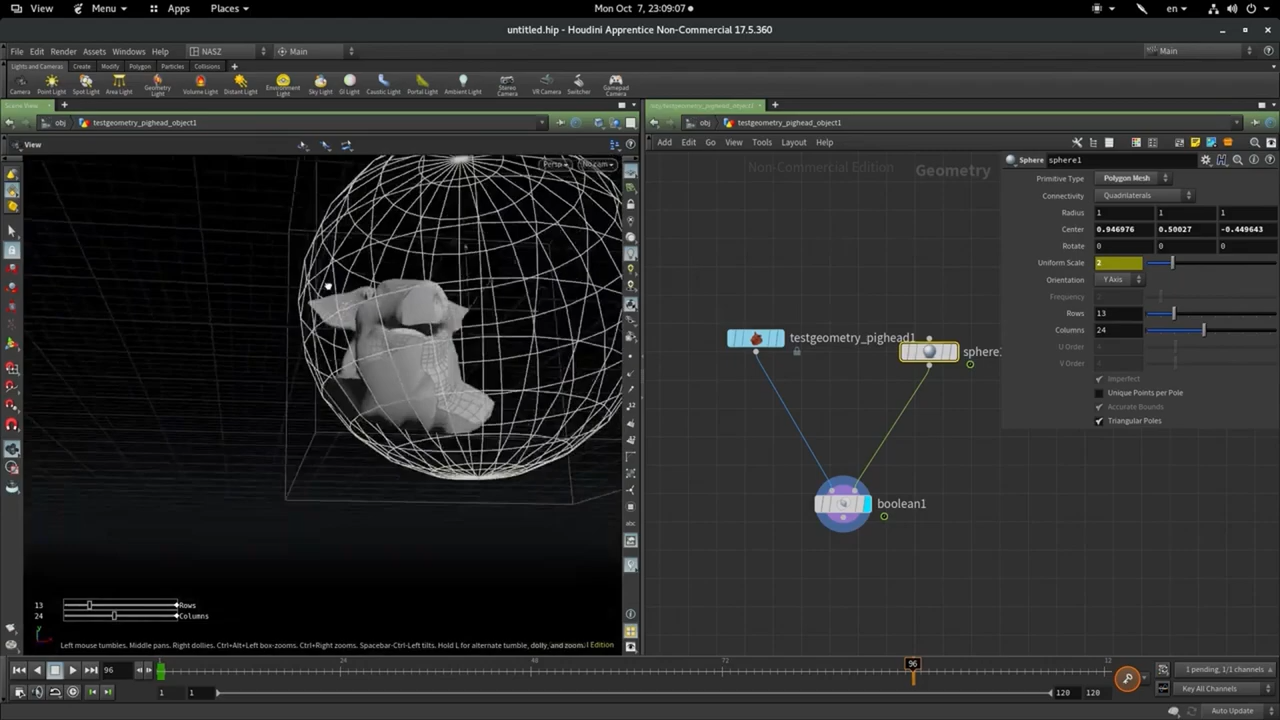 View Menu Apps Places Mon Oct 7, 23:09:07 en
untitled.hip - Houdini Apprentice Non-Commercial 17.5.360
File Edit Render Assets Windows Help NASZ Main Main
Lights and Cameras Create Modify Polygon Particles Collisions
Camera Point Light Spot Light Area Light Geometry Light Volume Light Distant Light Environment Light Sky Light GI Light Caustic Light Portal Light Ambient Light Stereo Camera VR Camera Switcher Gamepad Camera
Scene View
obj testgeometry_pighead_object1
obj testgeometry_pighead_object1
View
Add Edit Go View Tools Layout Help
Persp No cam
Non-Commercial Edition Geometry
Sphere sphere1
Primitive Type Polygon Mesh
Connectivity Quadrilaterals
Radius 1 1 1
Center 0.946976 0.50027 -0.449643
Rotate 0 0 0
Uniform Scale 2
Orientation Y Axis
Frequency
Rows 13
Columns 24
U Order
V Order
Imperfect
Unique Points per Pole
Accurate Bounds
Triangular Poles
testgeometry_pighead1
sphere1
boolean1
abc
13 Rows
24 Columns
Left mouse tumbles. Middle pans. Right dollies. Ctrl+Alt+Left box-zooms. Ctrl+Right zooms. Spacebar-Ctrl-Left tilts. Hold L for alternate tumble, dolly, and zoom. Edition
96 1 24 48 72 96 12
1 pending, 1/1 channels
1 1 120 120
Key All Channels
Auto Update